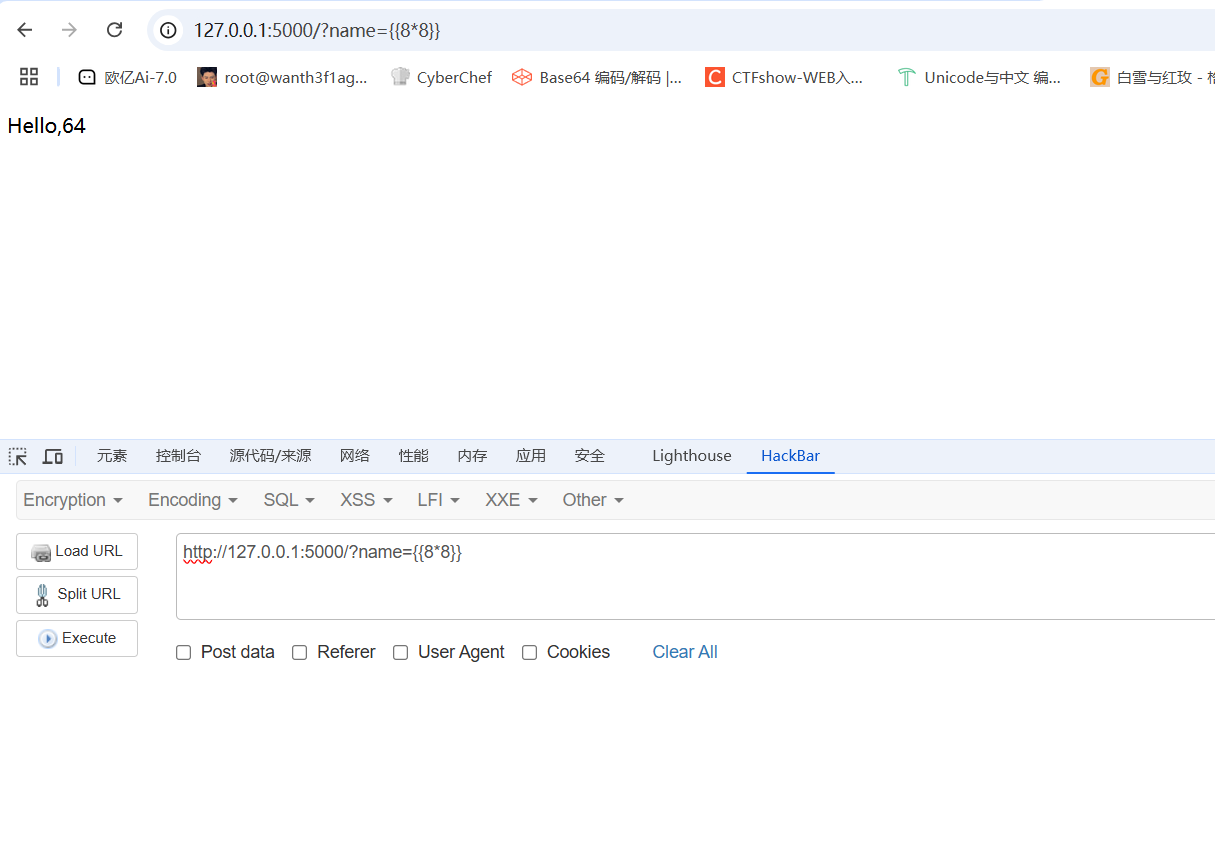 127.0.0.1:5000/?name={{8*8}}
欧亿Ai-7.0 root@wanth3f1ag... CyberChef Base64 编码/解码 |... CTFshow-WEB入... Unicode与中文 编... 白雪与红玫 -
Hello,64
元素 控制台 源代码/来源 网络 性能 内存 应用 安全 Lighthouse HackBar
Encryption Encoding SQL XSS LFI XXE Other
Load URL http://127.0.0.1:5000/?name={{8*8}}
Split URL
Execute
Post data Referer User Agent Cookies Clear All